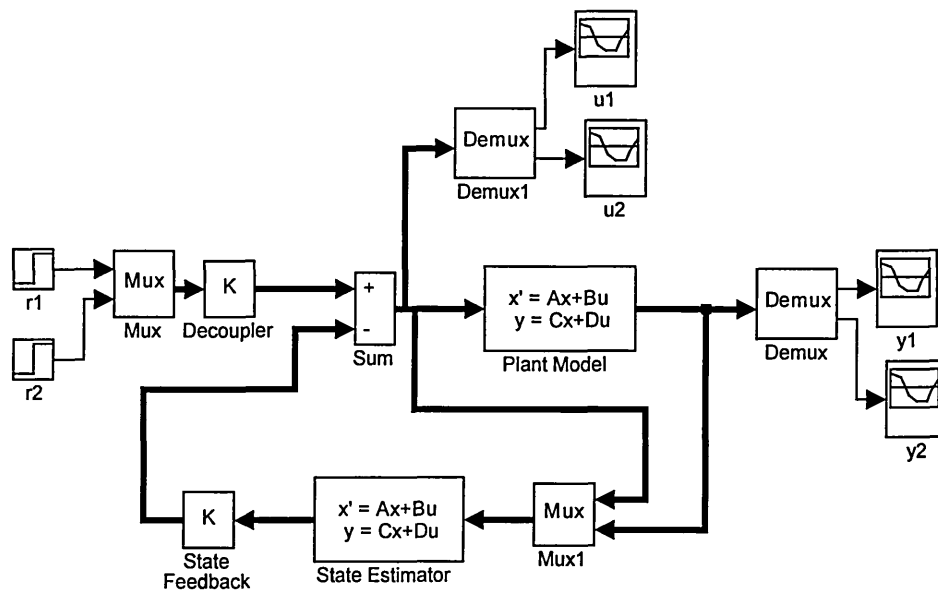 u1
Demux
Demux1
u2
r1
Mux
Mux
K
Decoupler
+
-
Sum
x' = Ax+Bu
y = Cx+Du
Plant Model
Demux
Demux
y1
r2
y2
K
State
Feedback
x' = Ax+Bu
y = Cx+Du
State Estimator
Mux
Mux1